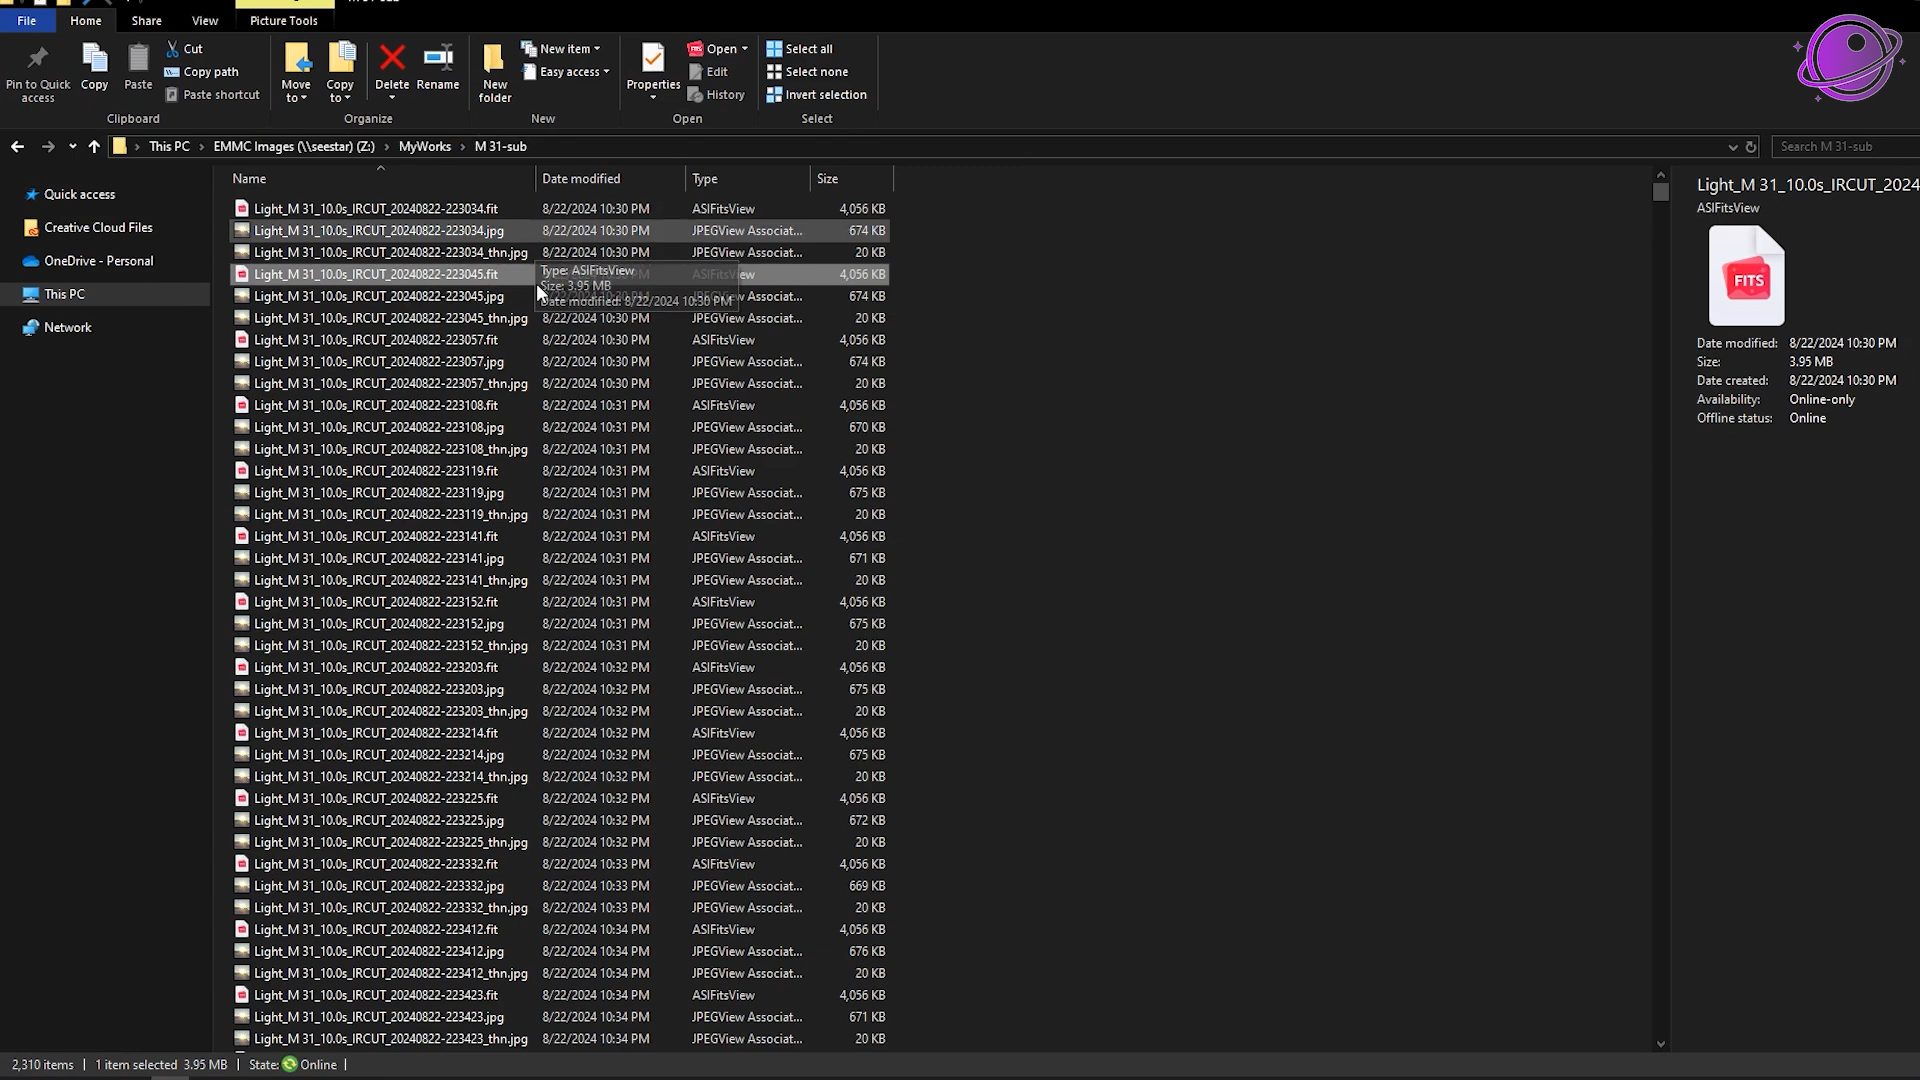 File Home Share View Picture Tools
Pin to Quick access
Copy
Paste
Cut
Copy path
Paste shortcut
Clipboard
Move to
Copy to
Delete
Rename
Organize
New folder
New item
Easy access
New
Properties
Open
Edit
History
Open
Select all
Select none
Invert selection
Select
This PC > EMMC Images (\\seestar) (Z:) > MyWorks > M 31-sub
Search M 31-sub
Quick access
Creative Cloud Files
OneDrive - Personal
This PC
Network
Name Date modified Type Size
Light_M 31_10.0s_IRCUT_20240822-223034.fit 8/22/2024 10:30 PM ASIFitsView 4,056 KB
Light_M 31_10.0s_IRCUT_20240822-223034.jpg 8/22/2024 10:30 PM JPEGView Associat... 674 KB
Light_M 31_10.0s_IRCUT_20240822-223034_thn.jpg 8/22/2024 10:30 PM JPEGView Associat... 20 KB
Light_M 31_10.0s_IRCUT_20240822-223045.fit 4,056 KB
Type: ASIFitsView
Size: 3.95 MB
Date modified: 8/22/2024 10:30 PM
Light_M 31_10.0s_IRCUT_20240822-223045.jpg 674 KB
Light_M 31_10.0s_IRCUT_20240822-223045_thn.jpg 8/22/2024 10:30 PM JPEGView Associat... 20 KB
Light_M 31_10.0s_IRCUT_20240822-223057.fit 8/22/2024 10:30 PM ASIFitsView 4,056 KB
Light_M 31_10.0s_IRCUT_20240822-223057.jpg 8/22/2024 10:30 PM JPEGView Associat... 674 KB
Light_M 31_10.0s_IRCUT_20240822-223057_thn.jpg 8/22/2024 10:30 PM JPEGView Associat... 20 KB
Light_M 31_10.0s_IRCUT_20240822-223108.fit 8/22/2024 10:31 PM ASIFitsView 4,056 KB
Light_M 31_10.0s_IRCUT_20240822-223108.jpg 8/22/2024 10:31 PM JPEGView Associat... 670 KB
Light_M 31_10.0s_IRCUT_20240822-223108_thn.jpg 8/22/2024 10:31 PM JPEGView Associat... 20 KB
Light_M 31_10.0s_IRCUT_20240822-223119.fit 8/22/2024 10:31 PM ASIFitsView 4,056 KB
Light_M 31_10.0s_IRCUT_20240822-223119.jpg 8/22/2024 10:31 PM JPEGView Associat... 675 KB
Light_M 31_10.0s_IRCUT_20240822-223119_thn.jpg 8/22/2024 10:31 PM JPEGView Associat... 20 KB
Light_M 31_10.0s_IRCUT_20240822-223141.fit 8/22/2024 10:31 PM ASIFitsView 4,056 KB
Light_M 31_10.0s_IRCUT_20240822-223141.jpg 8/22/2024 10:31 PM JPEGView Associat... 671 KB
Light_M 31_10.0s_IRCUT_20240822-223141_thn.jpg 8/22/2024 10:31 PM JPEGView Associat... 20 KB
Light_M 31_10.0s_IRCUT_20240822-223152.fit 8/22/2024 10:31 PM ASIFitsView 4,056 KB
Light_M 31_10.0s_IRCUT_20240822-223152.jpg 8/22/2024 10:31 PM JPEGView Associat... 675 KB
Light_M 31_10.0s_IRCUT_20240822-223152_thn.jpg 8/22/2024 10:31 PM JPEGView Associat... 20 KB
Light_M 31_10.0s_IRCUT_20240822-223203.fit 8/22/2024 10:32 PM ASIFitsView 4,056 KB
Light_M 31_10.0s_IRCUT_20240822-223203.jpg 8/22/2024 10:32 PM JPEGView Associat... 675 KB
Light_M 31_10.0s_IRCUT_20240822-223203_thn.jpg 8/22/2024 10:32 PM JPEGView Associat... 20 KB
Light_M 31_10.0s_IRCUT_20240822-223214.fit 8/22/2024 10:32 PM ASIFitsView 4,056 KB
Light_M 31_10.0s_IRCUT_20240822-223214.jpg 8/22/2024 10:32 PM JPEGView Associat... 675 KB
Light_M 31_10.0s_IRCUT_20240822-223214_thn.jpg 8/22/2024 10:32 PM JPEGView Associat... 20 KB
Light_M 31_10.0s_IRCUT_20240822-223225.fit 8/22/2024 10:32 PM ASIFitsView 4,056 KB
Light_M 31_10.0s_IRCUT_20240822-223225.jpg 8/22/2024 10:32 PM JPEGView Associat... 672 KB
Light_M 31_10.0s_IRCUT_20240822-223225_thn.jpg 8/22/2024 10:32 PM JPEGView Associat... 20 KB
Light_M 31_10.0s_IRCUT_20240822-223332.fit 8/22/2024 10:33 PM ASIFitsView 4,056 KB
Light_M 31_10.0s_IRCUT_20240822-223332.jpg 8/22/2024 10:33 PM JPEGView Associat... 669 KB
Light_M 31_10.0s_IRCUT_20240822-223332_thn.jpg 8/22/2024 10:33 PM JPEGView Associat... 20 KB
Light_M 31_10.0s_IRCUT_20240822-223412.fit 8/22/2024 10:34 PM ASIFitsView 4,056 KB
Light_M 31_10.0s_IRCUT_20240822-223412.jpg 8/22/2024 10:34 PM JPEGView Associat... 676 KB
Light_M 31_10.0s_IRCUT_20240822-223412_thn.jpg 8/22/2024 10:34 PM JPEGView Associat... 20 KB
Light_M 31_10.0s_IRCUT_20240822-223423.fit 8/22/2024 10:34 PM ASIFitsView 4,056 KB
Light_M 31_10.0s_IRCUT_20240822-223423.jpg 8/22/2024 10:34 PM JPEGView Associat... 671 KB
Light_M 31_10.0s_IRCUT_20240822-223423_thn.jpg 8/22/2024 10:34 PM JPEGView Associat... 20 KB
Light_M 31_10.0s_IRCUT_2024
ASIFitsView
FITS
Date modified: 8/22/2024 10:30 PM
Size: 3.95 MB
Date created: 8/22/2024 10:30 PM
Availability: Online-only
Offline status: Online
2,310 items | 1 item selected 3.95 MB | State: Online |